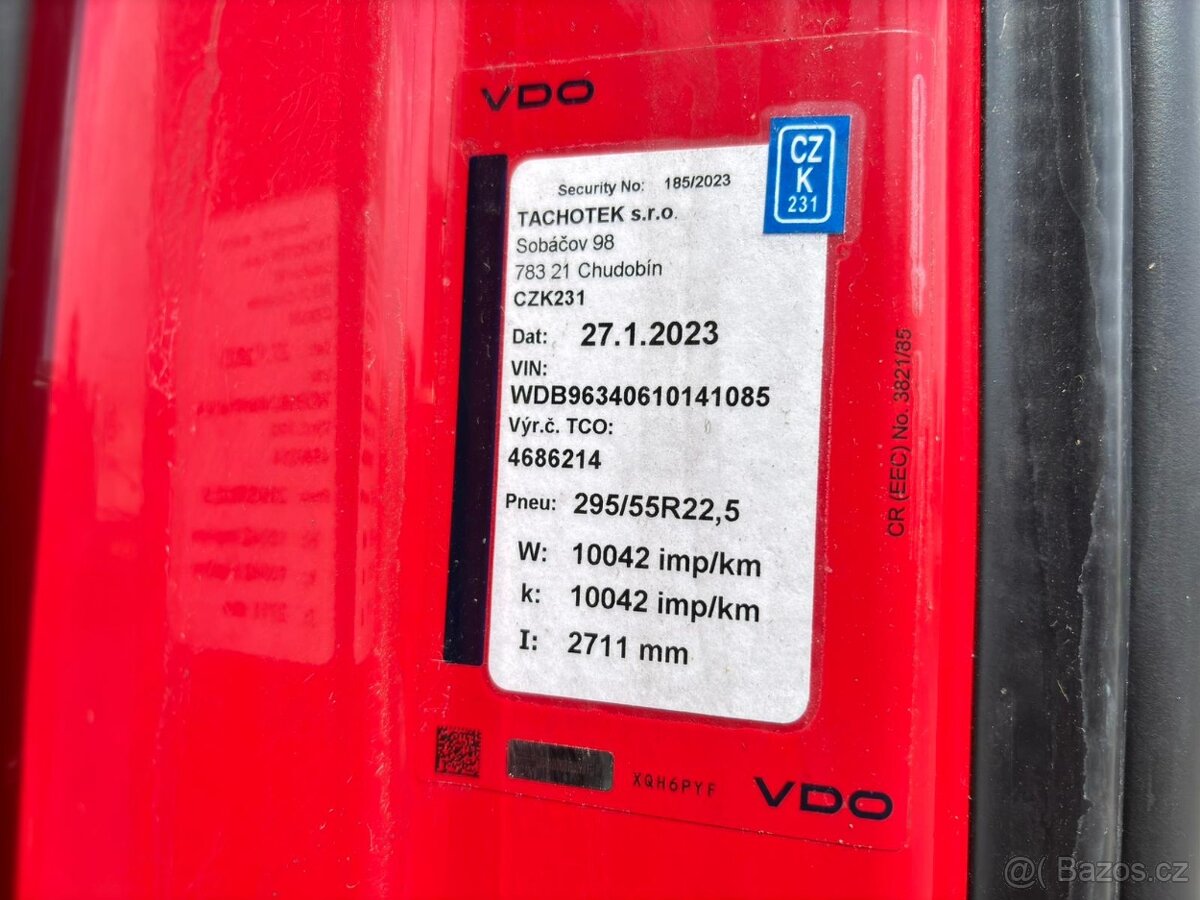 VDO
CZ
K
231
Security No: 185/2023
TACHOTEK s.r.o.
Sobáčov 98
783 21 Chudobín
CZK231
Dat: 27.1.2023
VIN:
WDB96340610141085
Výr.č. TCO:
4686214
Pneu: 295/55R22,5
W: 10042 imp/km
k: 10042 imp/km
I: 2711 mm
CR (EEC) No. 3821/85
XQH6PYF
VDO
@( Bazos.cz